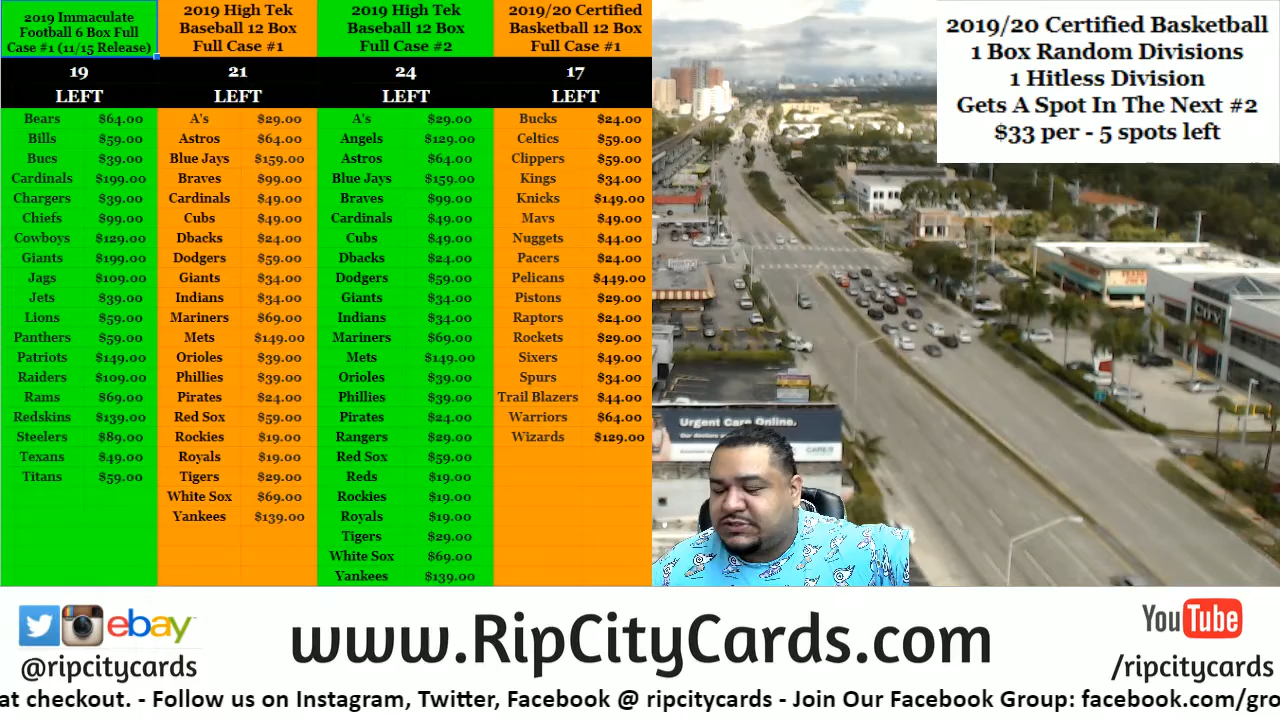 2019 Immaculate
Football 6 Box Full
Case #1 (11/15 Release)
19
LEFT
Bears $64.00
Bills $59.00
Bucs $39.00
Cardinals $199.00
Chargers $39.00
Chiefs $99.00
Cowboys $129.00
Giants $199.00
Jags $109.00
Jets $39.00
Lions $59.00
Panthers $59.00
Patriots $149.00
Raiders $109.00
Rams $69.00
Redskins $139.00
Steelers $89.00
Texans $49.00
Titans $59.00
2019 High Tek
Baseball 12 Box
Full Case #1
21
LEFT
A's $29.00
Astros $64.00
Blue Jays $159.00
Braves $99.00
Cardinals $49.00
Cubs $49.00
Dbacks $24.00
Dodgers $59.00
Giants $34.00
Indians $34.00
Mariners $69.00
Mets $149.00
Orioles $39.00
Phillies $39.00
Pirates $24.00
Red Sox $59.00
Rockies $19.00
Royals $19.00
Tigers $29.00
White Sox $69.00
Yankees $139.00
2019 High Tek
Baseball 12 Box
Full Case #2
24
LEFT
A's $29.00
Angels $129.00
Astros $64.00
Blue Jays $159.00
Braves $99.00
Cardinals $49.00
Cubs $49.00
Dbacks $24.00
Dodgers $59.00
Giants $34.00
Indians $34.00
Mariners $69.00
Mets $149.00
Orioles $39.00
Phillies $39.00
Pirates $24.00
Rangers $29.00
Red Sox $59.00
Reds $19.00
Rockies $19.00
Royals $19.00
Tigers $29.00
White Sox $69.00
Yankees $139.00
2019/20 Certified
Basketball 12 Box
Full Case #1
17
LEFT
Bucks $24.00
Celtics $59.00
Clippers $59.00
Kings $34.00
Knicks $149.00
Mavs $49.00
Nuggets $44.00
Pacers $24.00
Pelicans $449.00
Pistons $29.00
Raptors $24.00
Rockets $29.00
Sixers $49.00
Spurs $34.00
Trail Blazers $44.00
Warriors $64.00
Wizards $129.00
2019/20 Certified Basketball
1 Box Random Divisions
1 Hitless Division
Gets A Spot In The Next #2
$33 per - 5 spots left
CITY
Urgent Care Online.
ebay
@ripcitycards
www.RipCityCards.com
YouTube
/ripcitycards
at checkout. - Follow us on Instagram, Twitter, Facebook @ ripcitycards - Join Our Facebook Group: facebook.com/gro